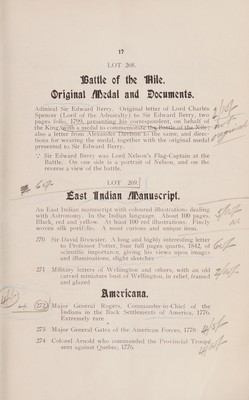 17
LOT 268.
Battle of the Nile.
Original Medal and Documents.
Admiral Sir Edward Berry. Original letter of Lord Charles
Spencer (Lord of the Admiralty) to Sir Edward Berry, two
pages folio, 1799, presenting his correspondent, on behalf of
the King, with a medal to commemorate the Battle of the Nile;
also a letter from Alexander Davison to the same, and direc-
tions for wearing the medal, together with the original medal
presented to Sir Edward Berry.
Sir Edward Berry was Lord Nelson's Flag-Captain at the
Battle. On one side is a portrait of Nelson, and on the
reverse a view of the battle.
LOT 269.
East Indian Manuscript.
An East Indian manuscript with coloured illustrations dealing
with Astronomy. In the Indian language. About 100 pages.
Black, red and yellow. At least 100 red illustrations. Finely
woven silk portfolio. A most curious and unique item.
270 Sir David Brewster. A long and highly interesting letter
to Professor Potter, four full pages quarto, 1842, of
scientific importance, giving his views upon images
and illuminations, slight sketches
271 Military letters of Wellington and others, with an old
carved miniature bust of Wellington, in relief, framed
and glazed
Americana.
272 Major General Rogers, Commander-in-Chief of the
Indians in the Back Settlements of America, 1776.
Extremely rare
273 Major General Gates of the American Forces, 1778
274 Colonel Arnold who commanded the Provincial Troops
sent against Quebec, 1776.